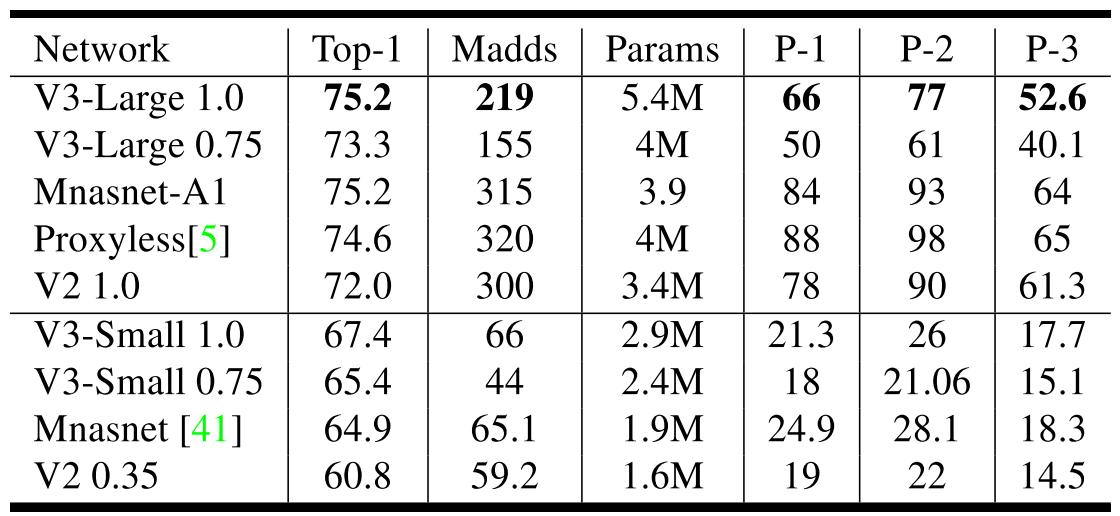 Network Top-1 Madds Params P-1 P-2 P-3
V3-Large 1.0 75.2 219 5.4M 66 77 52.6
V3-Large 0.75 73.3 155 4M 50 61 40.1
Mnasnet-A1 75.2 315 3.9 84 93 64
Proxyless[5] 74.6 320 4M 88 98 65
V2 1.0 72.0 300 3.4M 78 90 61.3
V3-Small 1.0 67.4 66 2.9M 21.3 26 17.7
V3-Small 0.75 65.4 44 2.4M 18 21.06 15.1
Mnasnet [41] 64.9 65.1 1.9M 24.9 28.1 18.3
V2 0.35 60.8 59.2 1.6M 19 22 14.5